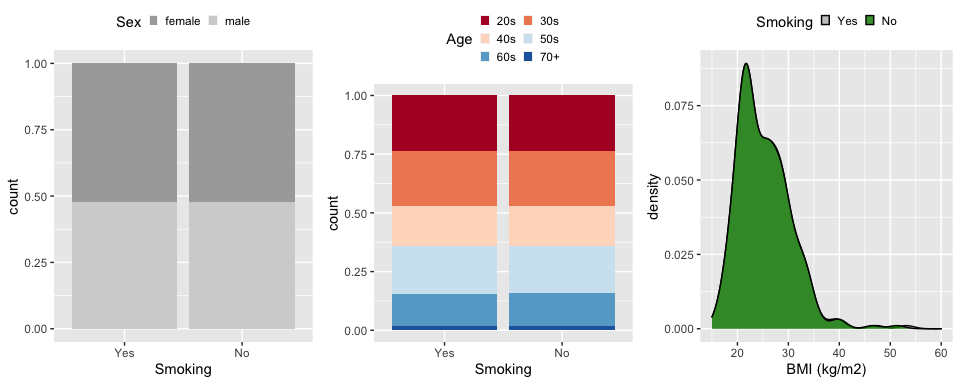 Sex female male
count
1.00
0.75
0.50
0.25
0.00
Yes No
Smoking
Age
20s 30s
40s 50s
60s 70+
count
1.00
0.75
0.50
0.25
0.00
Yes No
Smoking
Smoking Yes No
density
0.075
0.050
0.025
0.000
20 30 40 50 60
BMI (kg/m2)